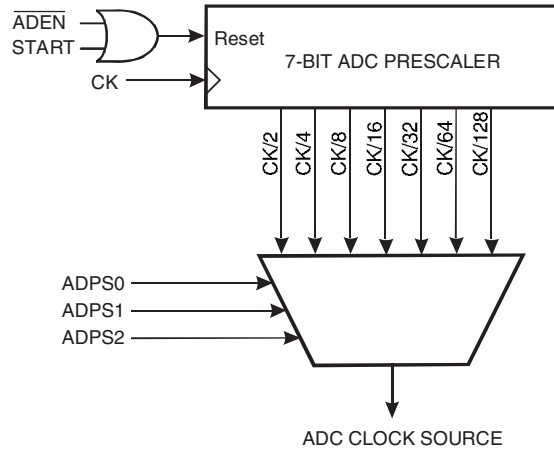 ADEN
START
Reset
7-BIT ADC PRESCALER
CK
CK/2
CK/4
CK/8
CK/16
CK/32
CK/64
CK/128
ADPS0
ADPS1
ADPS2
ADC CLOCK SOURCE